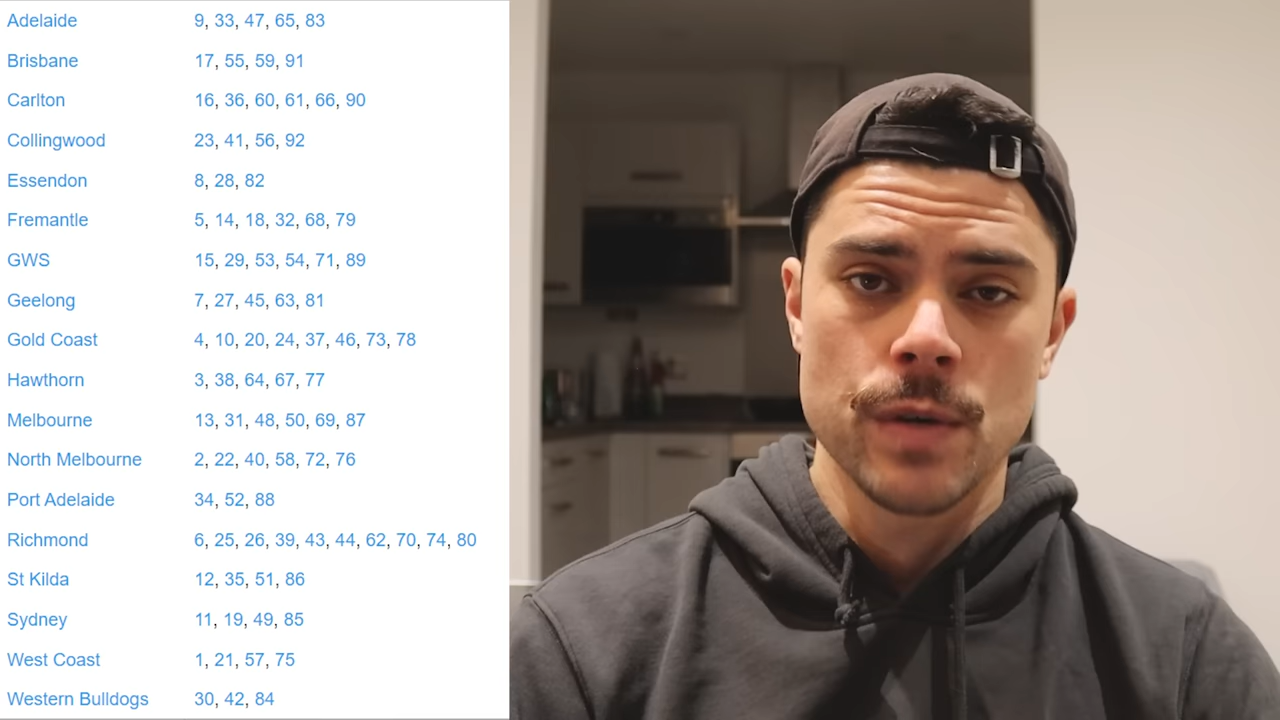 Adelaide 9, 33, 47, 65, 83
Brisbane 17, 55, 59, 91
Carlton 16, 36, 60, 61, 66, 90
Collingwood 23, 41, 56, 92
Essendon 8, 28, 82
Fremantle 5, 14, 18, 32, 68, 79
GWS 15, 29, 53, 54, 71, 89
Geelong 7, 27, 45, 63, 81
Gold Coast 4, 10, 20, 24, 37, 46, 73, 78
Hawthorn 3, 38, 64, 67, 77
Melbourne 13, 31, 48, 50, 69, 87
North Melbourne 2, 22, 40, 58, 72, 76
Port Adelaide 34, 52, 88
Richmond 6, 25, 26, 39, 43, 44, 62, 70, 74, 80
St Kilda 12, 35, 51, 86
Sydney 11, 19, 49, 85
West Coast 1, 21, 57, 75
Western Bulldogs 30, 42, 84